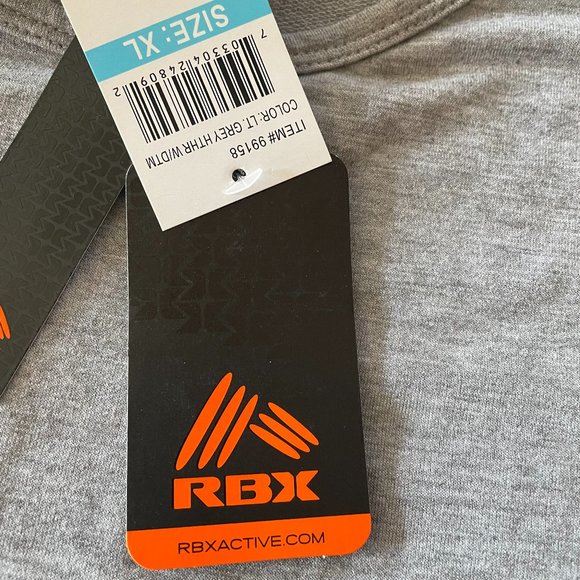 ITEM# 99158
COLOR: LT. GREY HTHR W/DTM
7 03304 24809 2
SIZE: XL
RBX
RBXACTIVE.COM